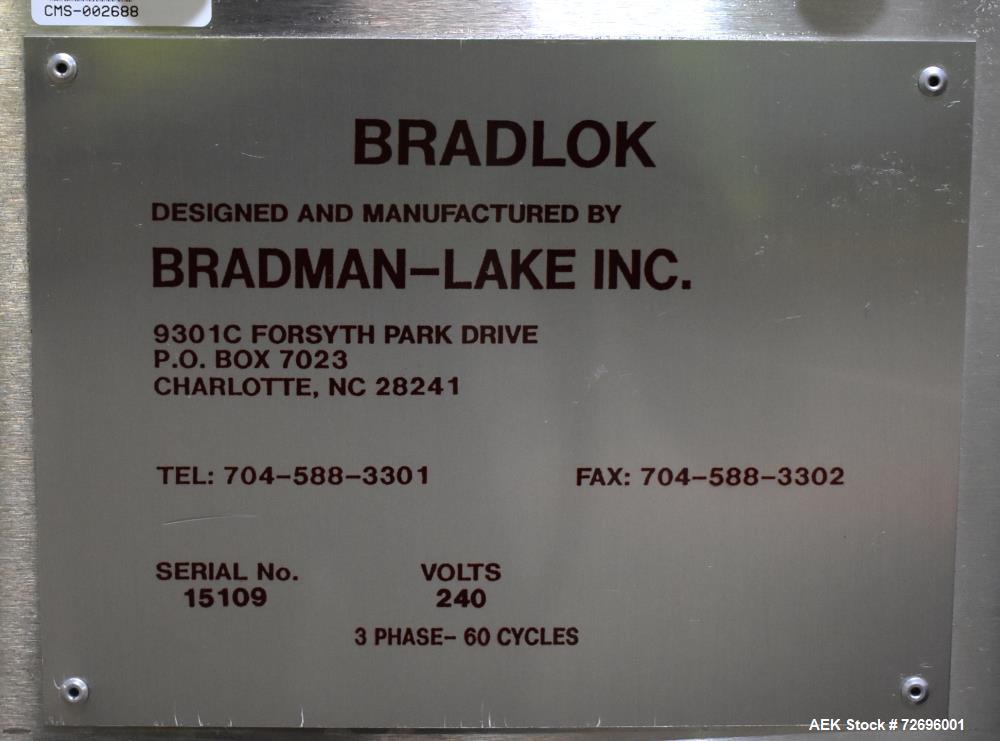 CMS-002688
BRADLOK
DESIGNED AND MANUFACTURED BY
BRADMAN-LAKE INC.
9301C FORSYTH PARK DRIVE
P.O. BOX 7023
CHARLOTTE, NC 28241
TEL: 704-588-3301 FAX: 704-588-3302
SERIAL No. VOLTS
15109 240
3 PHASE- 60 CYCLES
AEK Stock # 72696001